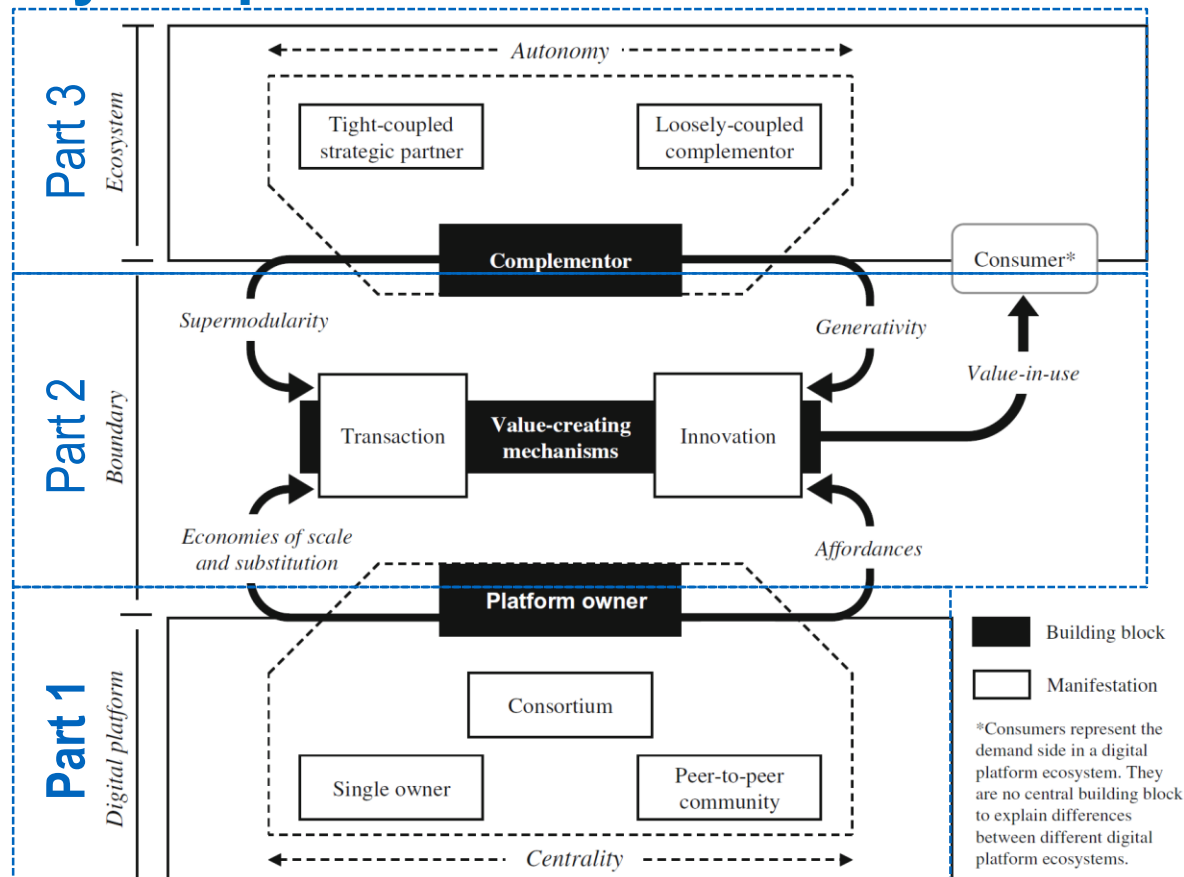 Part 3
Ecosystem
Autonomy
Tight-coupled
strategic partner
Loosely-coupled
complementor
Complementor
Consumer*
Part 2
Boundary
Supermodularity
Generativity
Value-in-use
Transaction
Value-creating
mechanisms
Innovation
Economies of scale
and substitution
Affordances
Platform owner
Part 1
Digital platform
Consortium
Single owner
Peer-to-peer
community
Centrality
Building block
Manifestation
*Consumers represent the
demand side in a digital
platform ecosystem. They
are no central building block
to explain differences
between different digital
platform ecosystems.